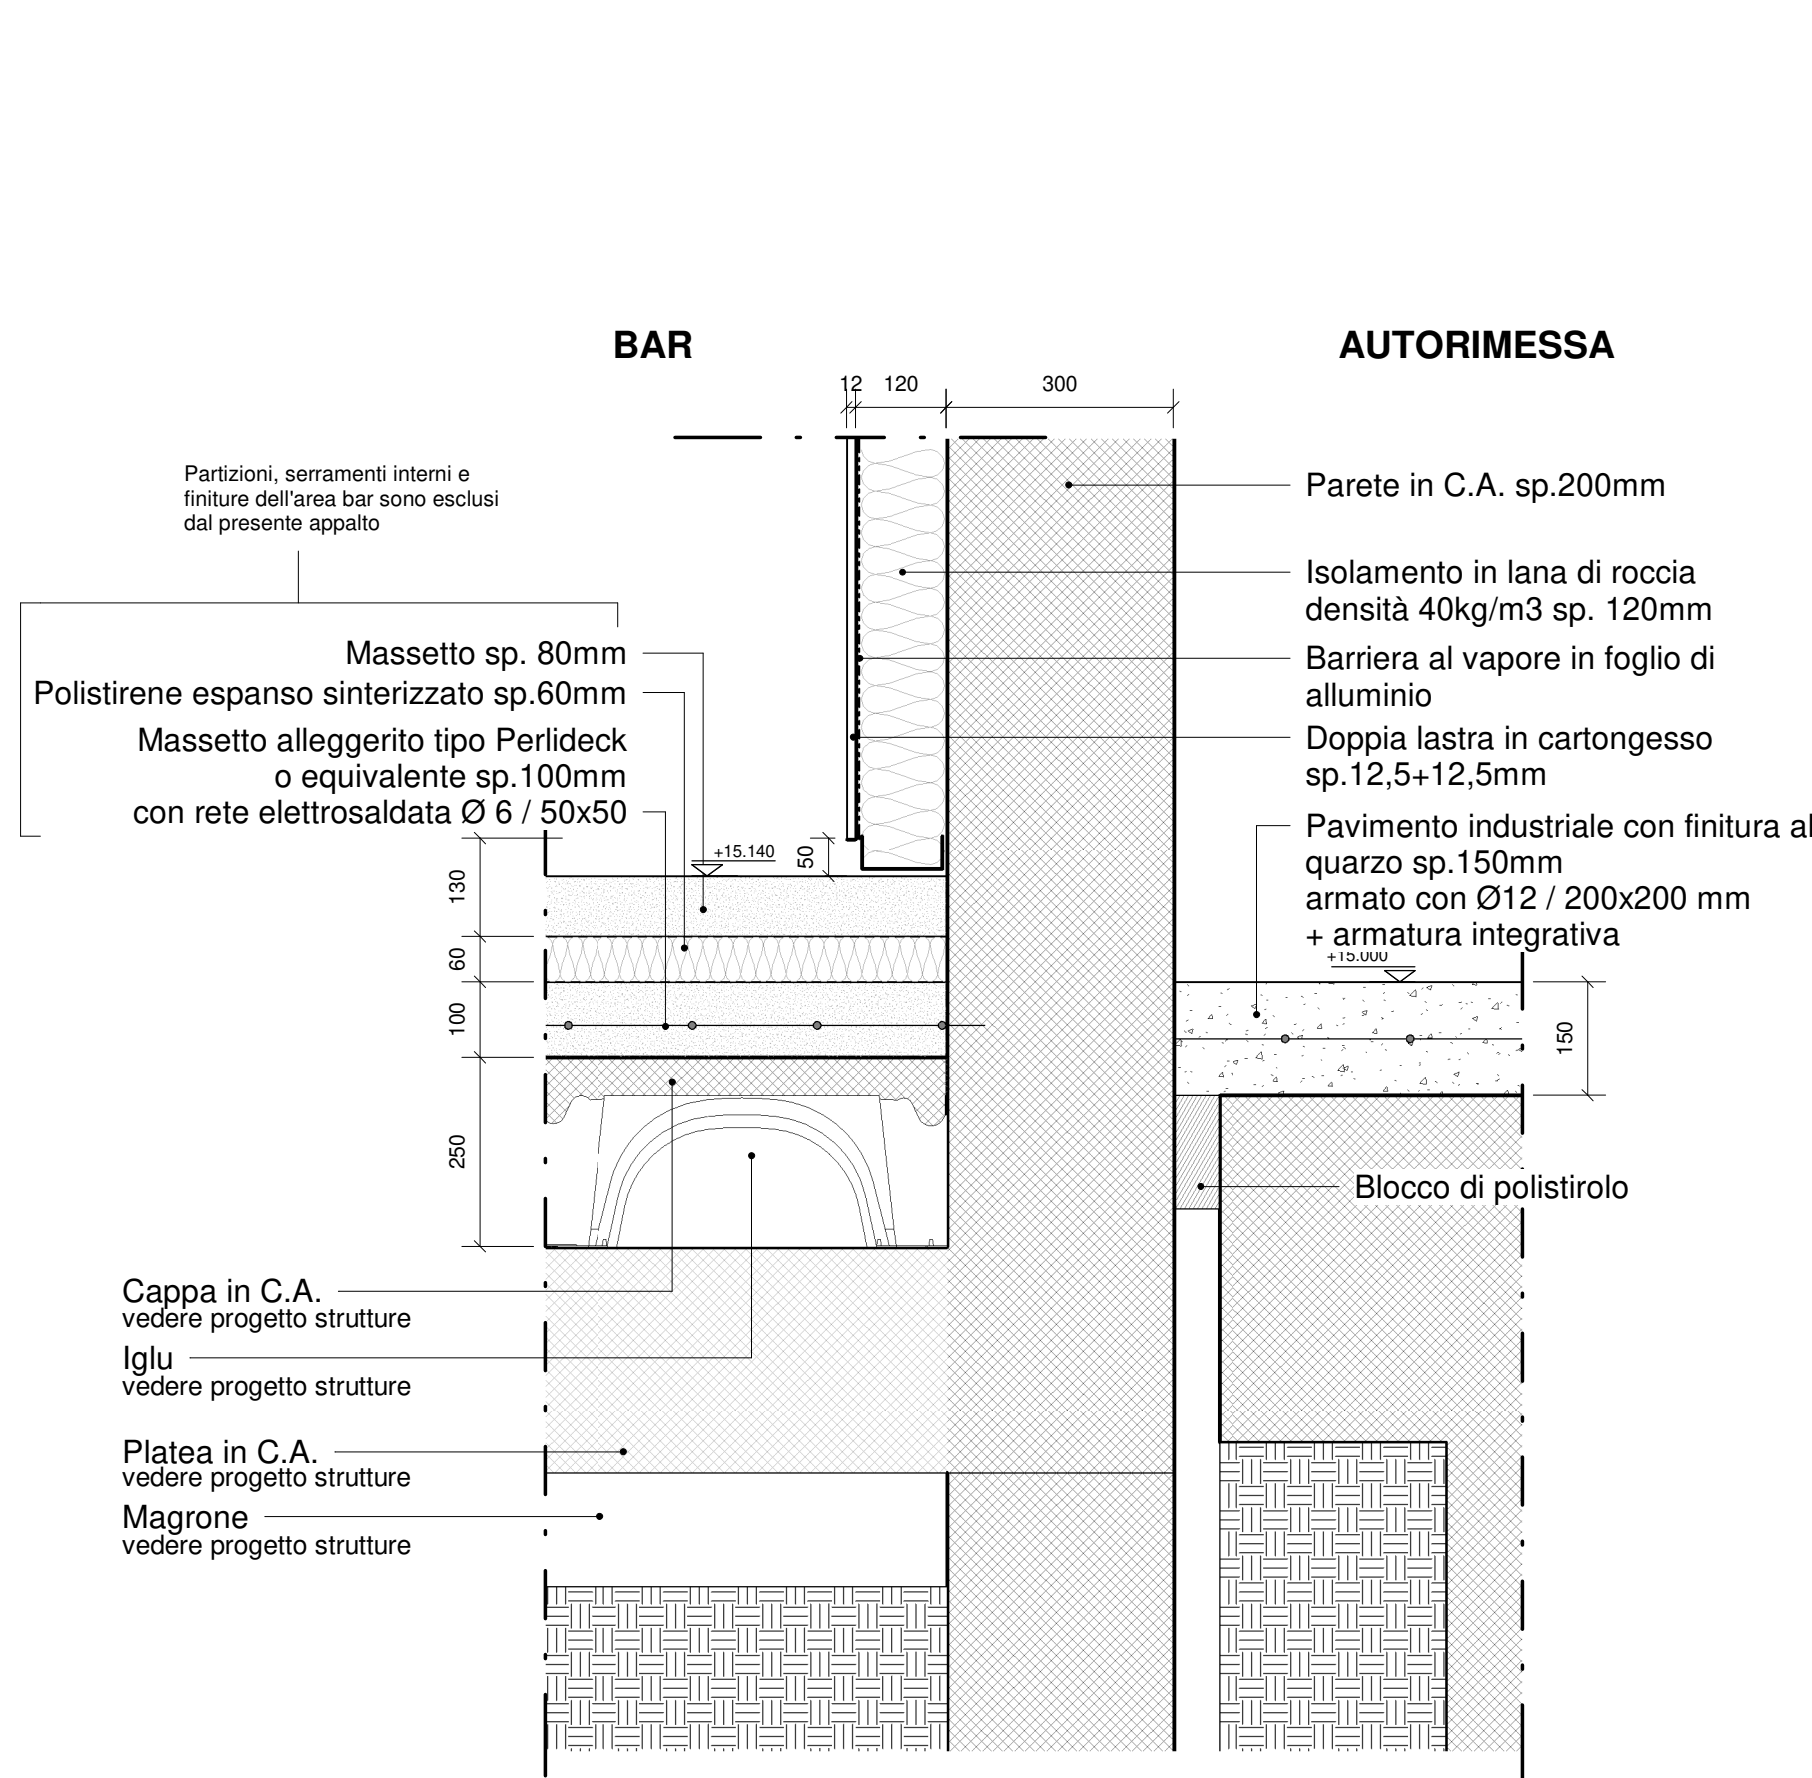 BAR
AUTORIMESSA
12
120
300
Partizioni, serramenti interni e
finiture dell'area bar sono esclusi
dal presente appalto
Massetto sp. 80mm
Polistirene espanso sinterizzato sp.60mm
Massetto alleggerito tipo Perlideck
o equivalente sp.100mm
con rete elettrosaldata Ø 6 / 50x50
Parete in C.A. sp.200mm
Isolamento in lana di roccia
densità 40kg/m3 sp. 120mm
Barriera al vapore in foglio di
alluminio
Doppia lastra in cartongesso
sp.12,5+12,5mm
Pavimento industriale con finitura al
quarzo sp.150mm
armato con Ø12 / 200x200 mm
+ armatura integrativa
+15.140
50
130
60
100
250
+15.000
150
Blocco di polistirolo
Cappa in C.A.
vedere progetto strutture
Iglu
vedere progetto strutture
Platea in C.A.
vedere progetto strutture
Magrone
vedere progetto strutture